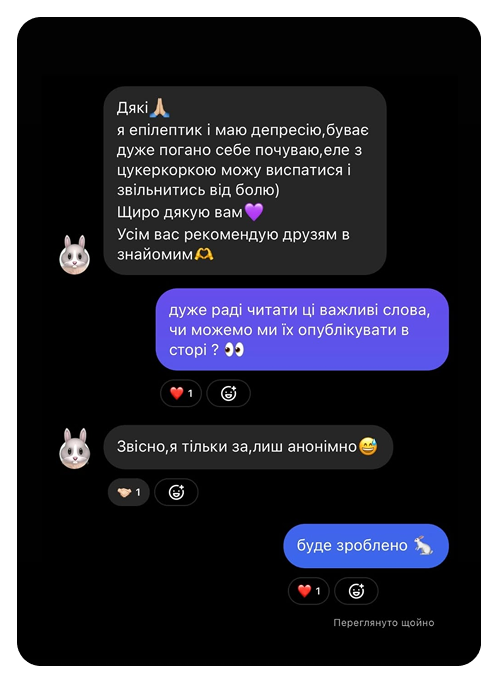 Дякі🙏🏼
я епілептик і маю депресію,буває
дуже погано себе почуваю,еле з
цукеркоркою можу виспатися і
звільнитись від болю)
Щиро дякую вам💜
Усім вас рекомендую друзям в
знайомим🫶
дуже раді читати ці важливі слова,
чи можемо ми їх опублікувати в
сторі ? 👀
❤️ 1
Звісно,я тільки за,лиш анонімно😅
🤝🏼 1
буде зроблено 🐇
❤️ 1
Переглянуто щойно